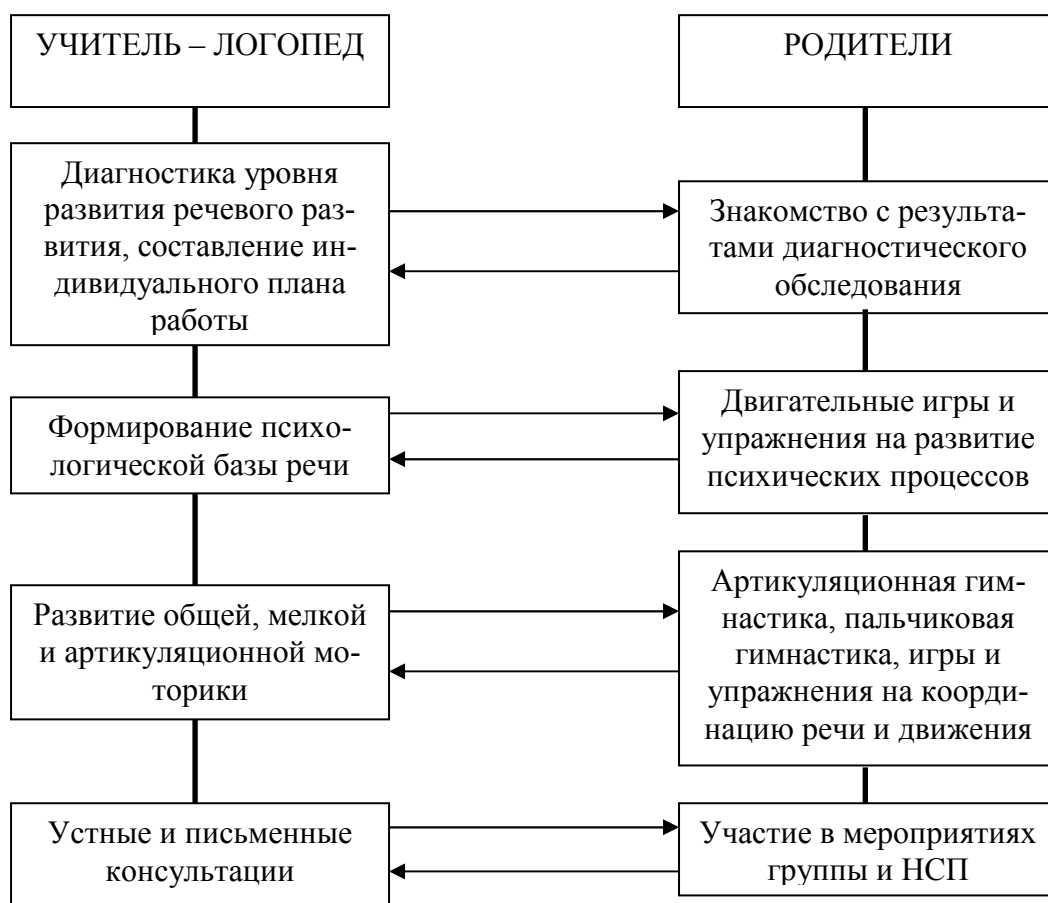 УЧИТЕЛЬ – ЛОГОПЕД
РОДИТЕЛИ
Диагностика уровня
развития речевого раз-
вития, составление ин-
дивидуального плана
работы
Знакомство с результа-
тами диагностического
обследования
Формирование психо-
логической базы речи
Двигательные игры и
упражнения на развитие
психических процессов
Развитие общей, мелкой
и артикуляционной мо-
торики
Артикуляционная гим-
настика, пальчиковая
гимнастика, игры и
упражнения на коорди-
нацию речи и движения
Устные и письменные
консультации
Участие в мероприятиях
группы и НСП